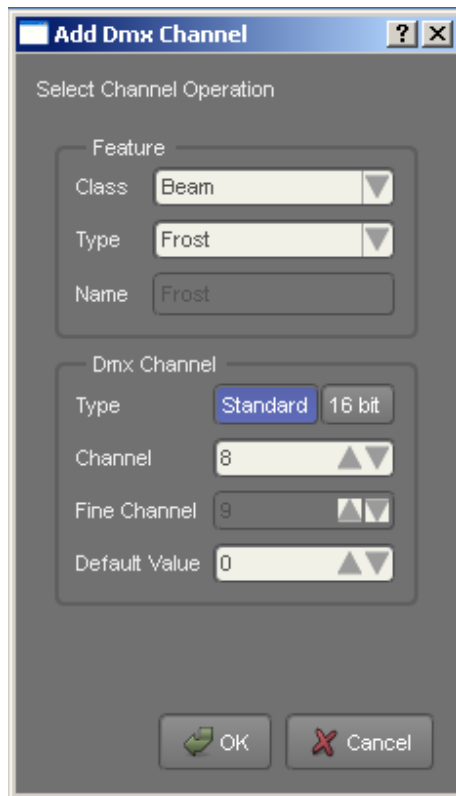 Add Dmx Channel
Select Channel Operation
Feature
Class Beam
Type Frost
Name Frost
Dmx Channel
Type Standard 16 bit
Channel 8
Fine Channel 9
Default Value 0
OK Cancel